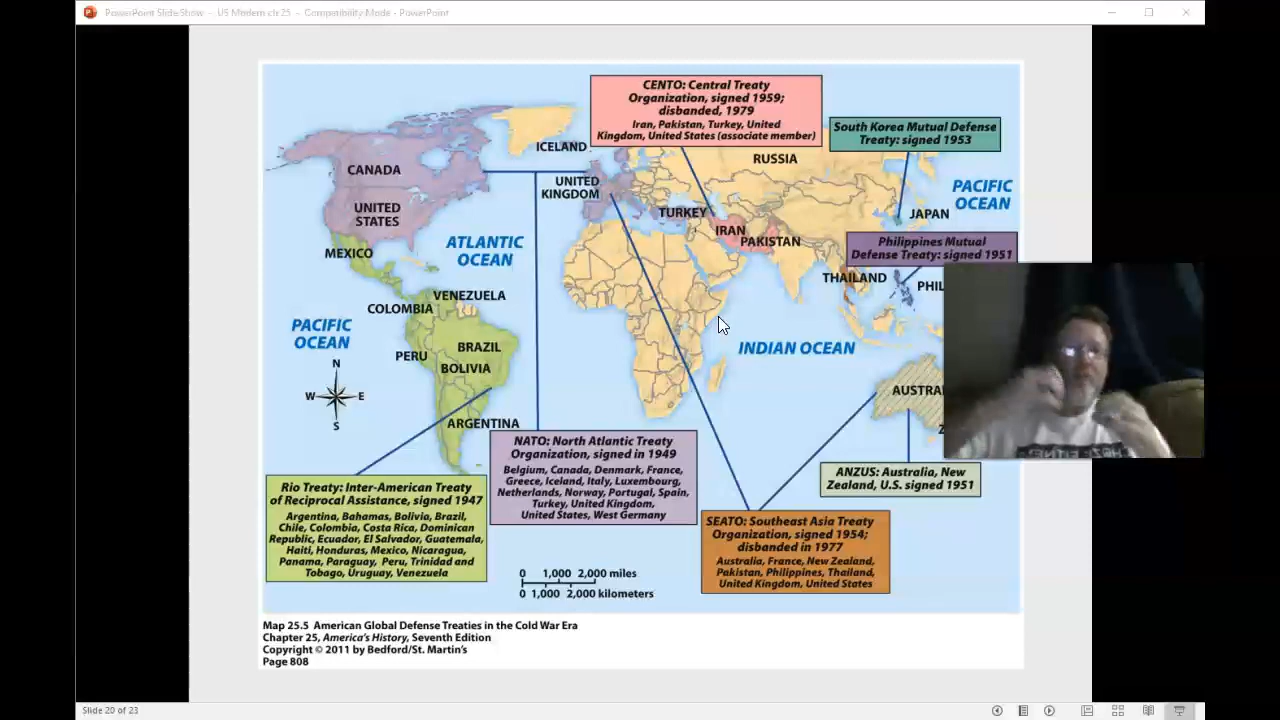 PowerPoint Slide Show - US Modern ch 25 - Compatibility Mode - PowerPoint
CENTO: Central Treaty
Organization, signed 1959;
disbanded, 1979
Iran, Pakistan, Turkey, United
Kingdom, United States (associate member)
South Korea Mutual Defense
Treaty: signed 1953
ICELAND
RUSSIA
CANADA
UNITED
KINGDOM
PACIFIC
OCEAN
UNITED
STATES
TURKEY
JAPAN
IRAN
PAKISTAN
ATLANTIC
OCEAN
MEXICO
Philippines Mutual
Defense Treaty: signed 1951
THAILAND
PHIL
VENEZUELA
COLOMBIA
PACIFIC
OCEAN
BRAZIL
INDIAN OCEAN
PERU
BOLIVIA
N
W E
S
AUSTRA
ARGENTINA
Z
NATO: North Atlantic Treaty
Organization, signed in 1949
Belgium, Canada, Denmark, France,
Greece, Iceland, Italy, Luxembourg,
Netherlands, Norway, Portugal, Spain,
Turkey, United Kingdom,
United States, West Germany
ANZUS: Australia, New
Zealand, U.S. signed 1951
Rio Treaty: Inter-American Treaty
of Reciprocal Assistance, signed 1947
Argentina, Bahamas, Bolivia, Brazil,
Chile, Colombia, Costa Rica, Dominican
Republic, Ecuador, El Salvador, Guatemala,
Haiti, Honduras, Mexico, Nicaragua,
Panama, Paraguay, Peru, Trinidad and
Tobago, Uruguay, Venezuela
SEATO: Southeast Asia Treaty
Organization, signed 1954;
disbanded in 1977
Australia, France, New Zealand,
Pakistan, Philippines, Thailand,
United Kingdom, United States
0 1,000 2,000 miles
0 1,000 2,000 kilometers
Map 25.5 American Global Defense Treaties in the Cold War Era
Chapter 25, America's History, Seventh Edition
Copyright © 2011 by Bedford/St. Martin's
Page 808
Slide 20 of 23